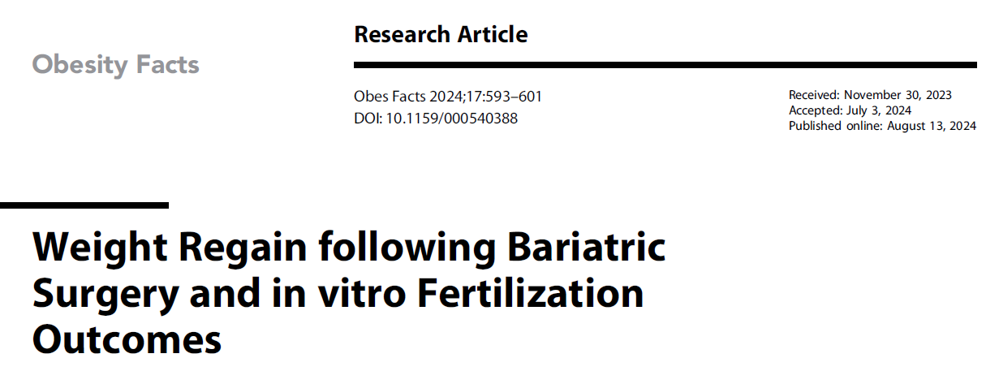 Research Article
Obesity Facts
Obes Facts 2024;17:593–601
DOI: 10.1159/000540388
Received: November 30, 2023
Accepted: July 3, 2024
Published online: August 13, 2024
Weight Regain following Bariatric
Surgery and in vitro Fertilization
Outcomes